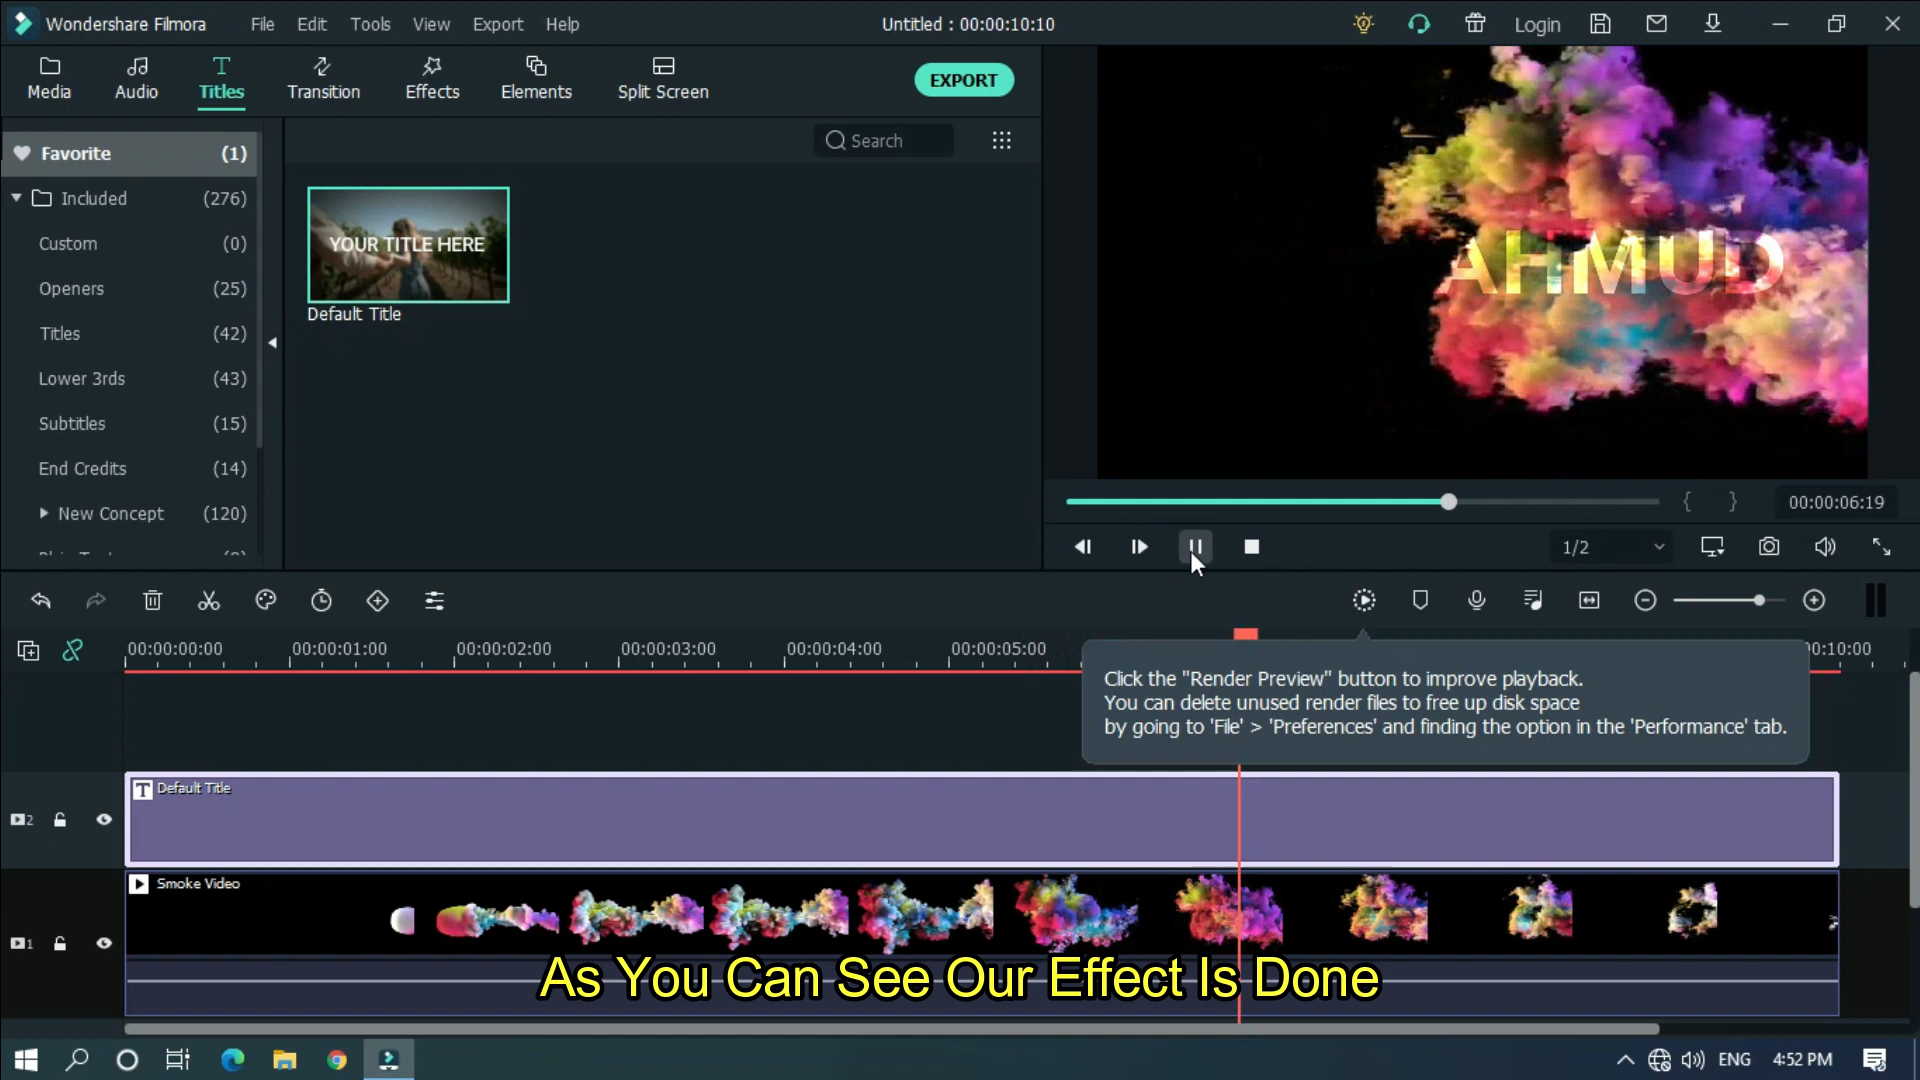 Wondershare Filmora File Edit Tools View Export Help Untitled : 00:00:10:10 Login
Media Audio Titles Transition Effects Elements Split Screen EXPORT
Favorite (1)
Search
Included (276)
Custom (0)
Openers (25)
Titles (42)
Lower 3rds (43)
Subtitles (15)
End Credits (14)
New Concept (120)
YOUR TITLE HERE
Default Title
AHMUD
00:00:06:19
1/2
00:00:00:00 00:00:01:00 00:00:02:00 00:00:03:00 00:00:04:00 00:00:05:00 0:10:00
Click the "Render Preview" button to improve playback.
You can delete unused render files to free up disk space
by going to 'File' > 'Preferences' and finding the option in the 'Performance' tab.
2
T Default Title
1
Smoke Video
As You Can See Our Effect Is Done
ENG 4:52 PM